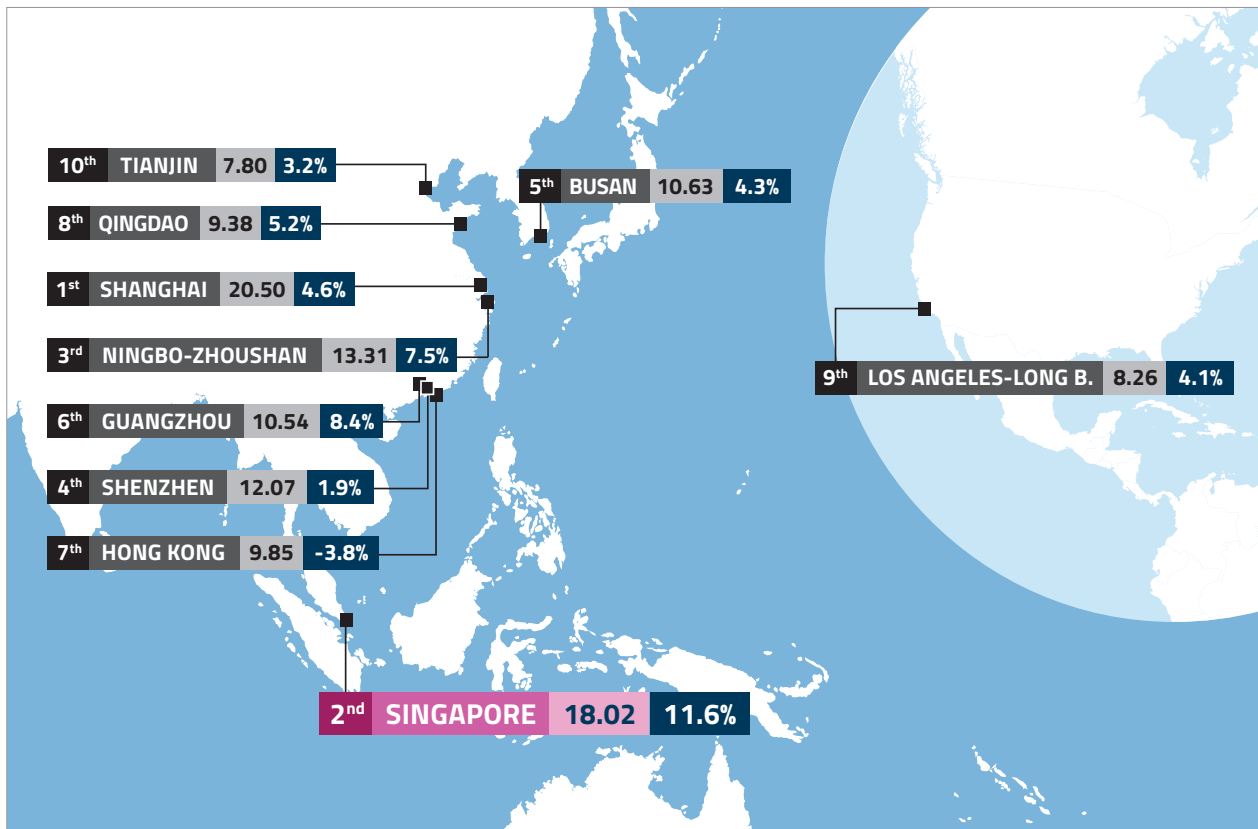 10th TIANJIN 7.80 3.2%
5th BUSAN 10.63 4.3%
8th QINGDAO 9.38 5.2%
1st SHANGHAI 20.50 4.6%
3rd NINGBO-ZHOUSHAN 13.31 7.5%
9th LOS ANGELES-LONG B. 8.26 4.1%
6th GUANGZHOU 10.54 8.4%
4th SHENZHEN 12.07 1.9%
7th HONG KONG 9.85 -3.8%
2nd SINGAPORE 18.02 11.6%